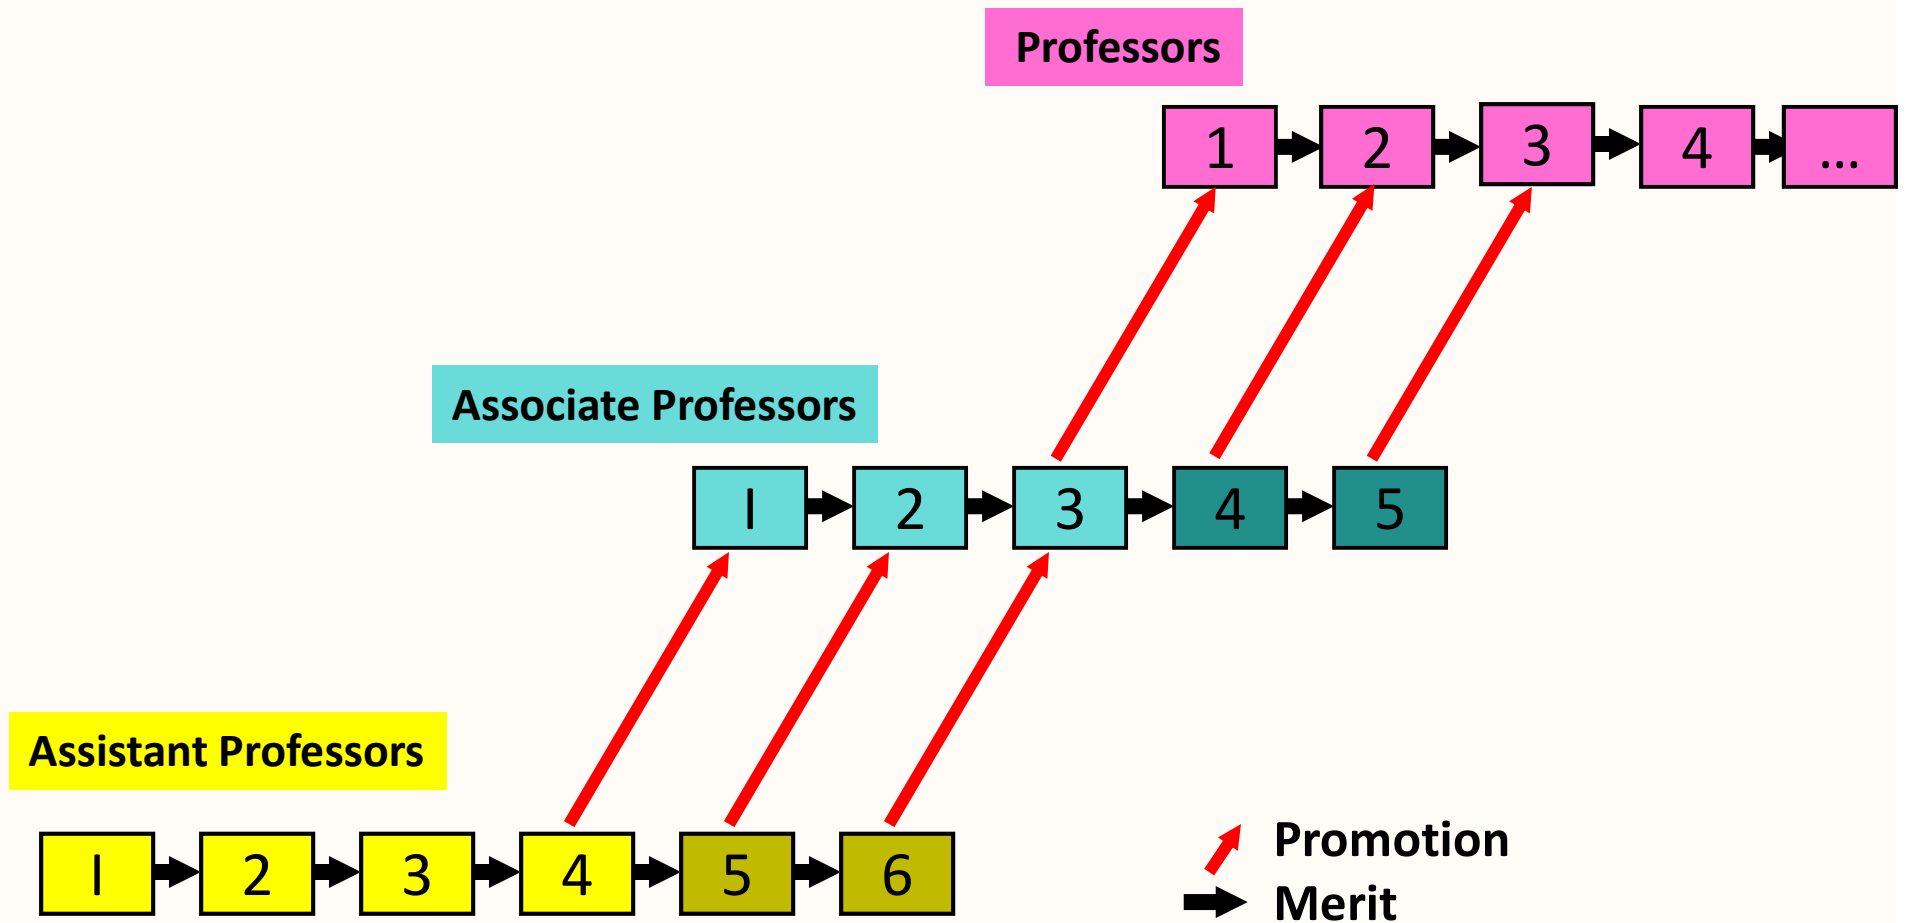 Professors
1 2 3 4 ...
Associate Professors
I 2 3 4 5
Assistant Professors
I 2 3 4 5 6
Promotion
Merit